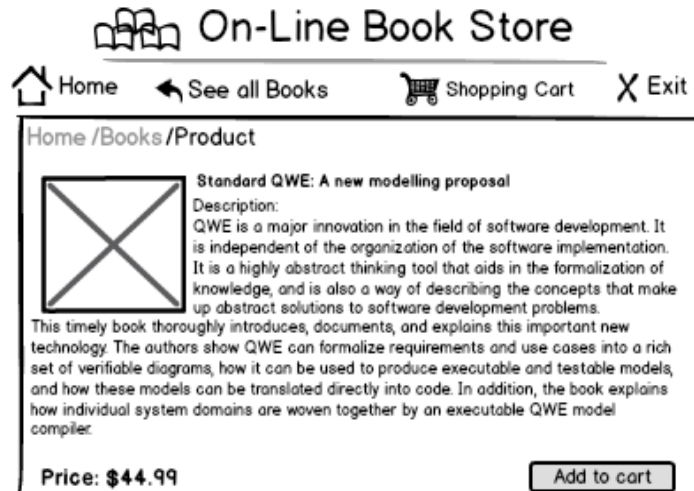 On-Line Book Store
Home See all Books Shopping Cart X Exit
Home /Books/Product
Standard QWE: A new modelling proposal
Description:
QWE is a major innovation in the field of software development. It
is independent of the organization of the software implementation.
It is a highly abstract thinking tool that aids in the formalization of
knowledge, and is also a way of describing the concepts that make
up abstract solutions to software development problems.
This timely book thoroughly introduces, documents, and explains this important new
technology. The authors show QWE can formalize requirements and use cases into a rich
set of verifiable diagrams, how it can be used to produce executable and testable models,
and how these models can be translated directly into code. In addition, the book explains
how individual system domains are woven together by an executable QWE model
compiler.
Price: $44.99 Add to cart